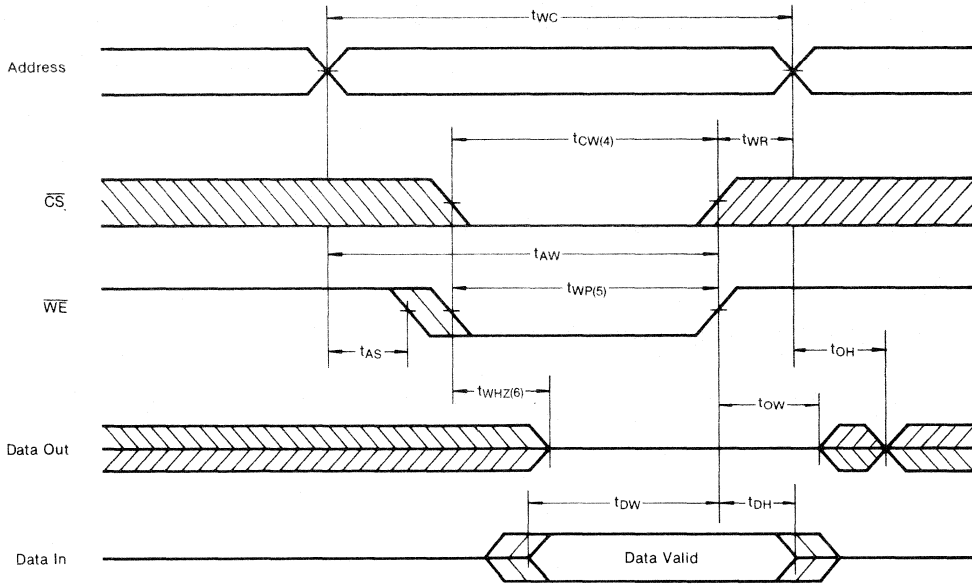 tWC
Address
tCW(4)
tWR
CS
tAW
WE
tWP(5)
tAS
tOH
tWHZ(6)
tOW
Data Out
tDW
tDH
Data In
Data Valid